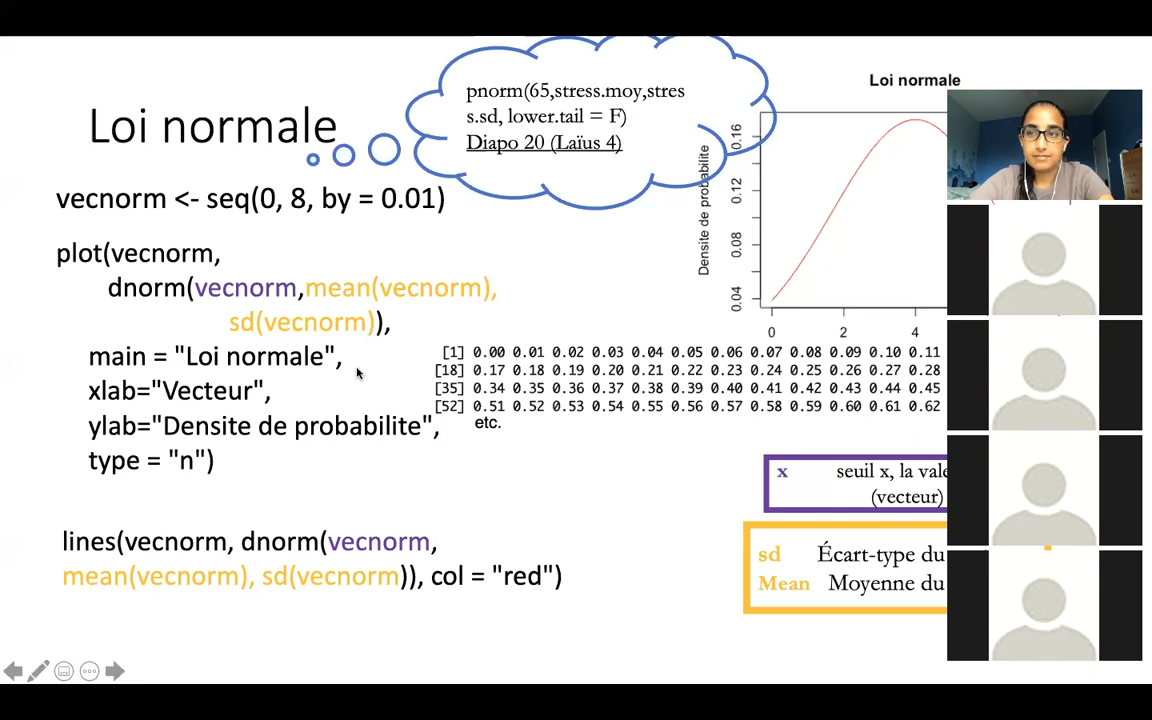 pnorm(65,stress.moy,stres
s.sd, lower.tail = F)
Diapo 20 (Laïus 4)
Loi normale
vecnorm <- seq(0, 8, by = 0.01)
plot(vecnorm,
dnorm(vecnorm,mean(vecnorm),
sd(vecnorm)),
main = "Loi normale",
xlab="Vecteur",
ylab="Densite de probabilite",
type = "n")
lines(vecnorm, dnorm(vecnorm,
mean(vecnorm), sd(vecnorm)), col = "red")
Loi normale
Densite de probabilite
0.16
0.12
0.08
0.04
0 2 4
[1] 0.00 0.01 0.02 0.03 0.04 0.05 0.06 0.07 0.08 0.09 0.10 0.11
[18] 0.17 0.18 0.19 0.20 0.21 0.22 0.23 0.24 0.25 0.26 0.27 0.28
[35] 0.34 0.35 0.36 0.37 0.38 0.39 0.40 0.41 0.42 0.43 0.44 0.45
[52] 0.51 0.52 0.53 0.54 0.55 0.56 0.57 0.58 0.59 0.60 0.61 0.62
etc.
x seuil x, la vale
(vecteur)
sd Écart-type du
Mean Moyenne du